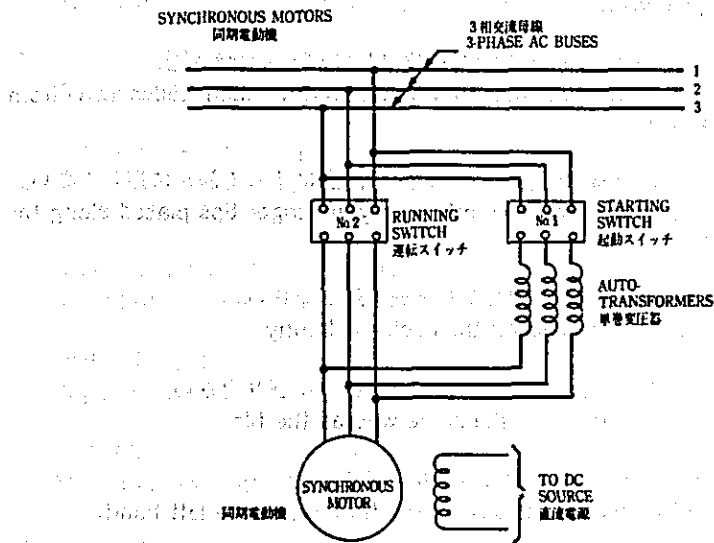 SYNCHRONOUS MOTORS
同期電動機
3相交流母線
3-PHASE AC BUSES
1
2
3
No 2
RUNNING
SWITCH
運転スイッチ
No 1
STARTING
SWITCH
起動スイッチ
AUTO-
TRANSFORMERS
単巻変圧器
SYNCHRONOUS
MOTOR
同期電動機
TO DC
SOURCE
直流電源